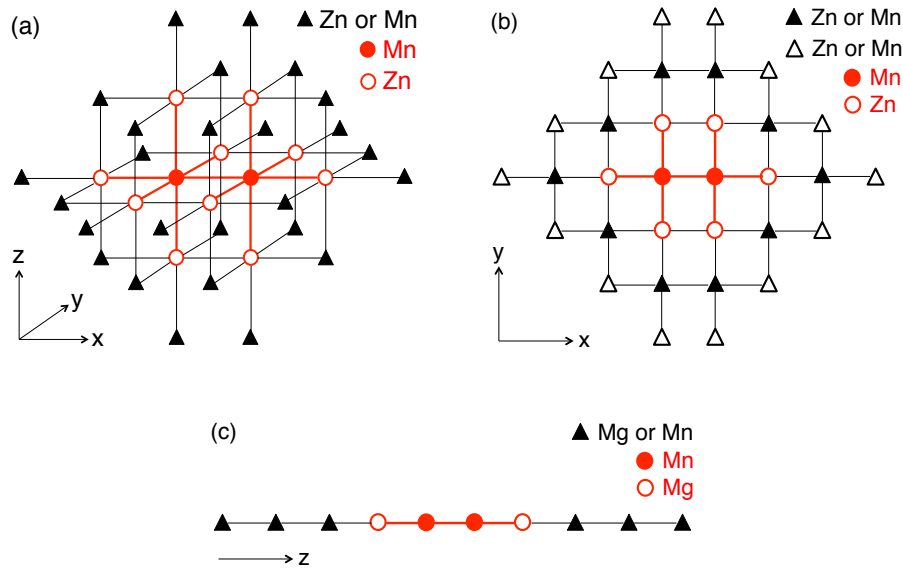 (a)
▲ Zn or Mn
● Mn
○ Zn
z
y
x
(b)
▲ Zn or Mn
△ Zn or Mn
● Mn
○ Zn
y
x
(c)
▲ Mg or Mn
● Mn
○ Mg
z